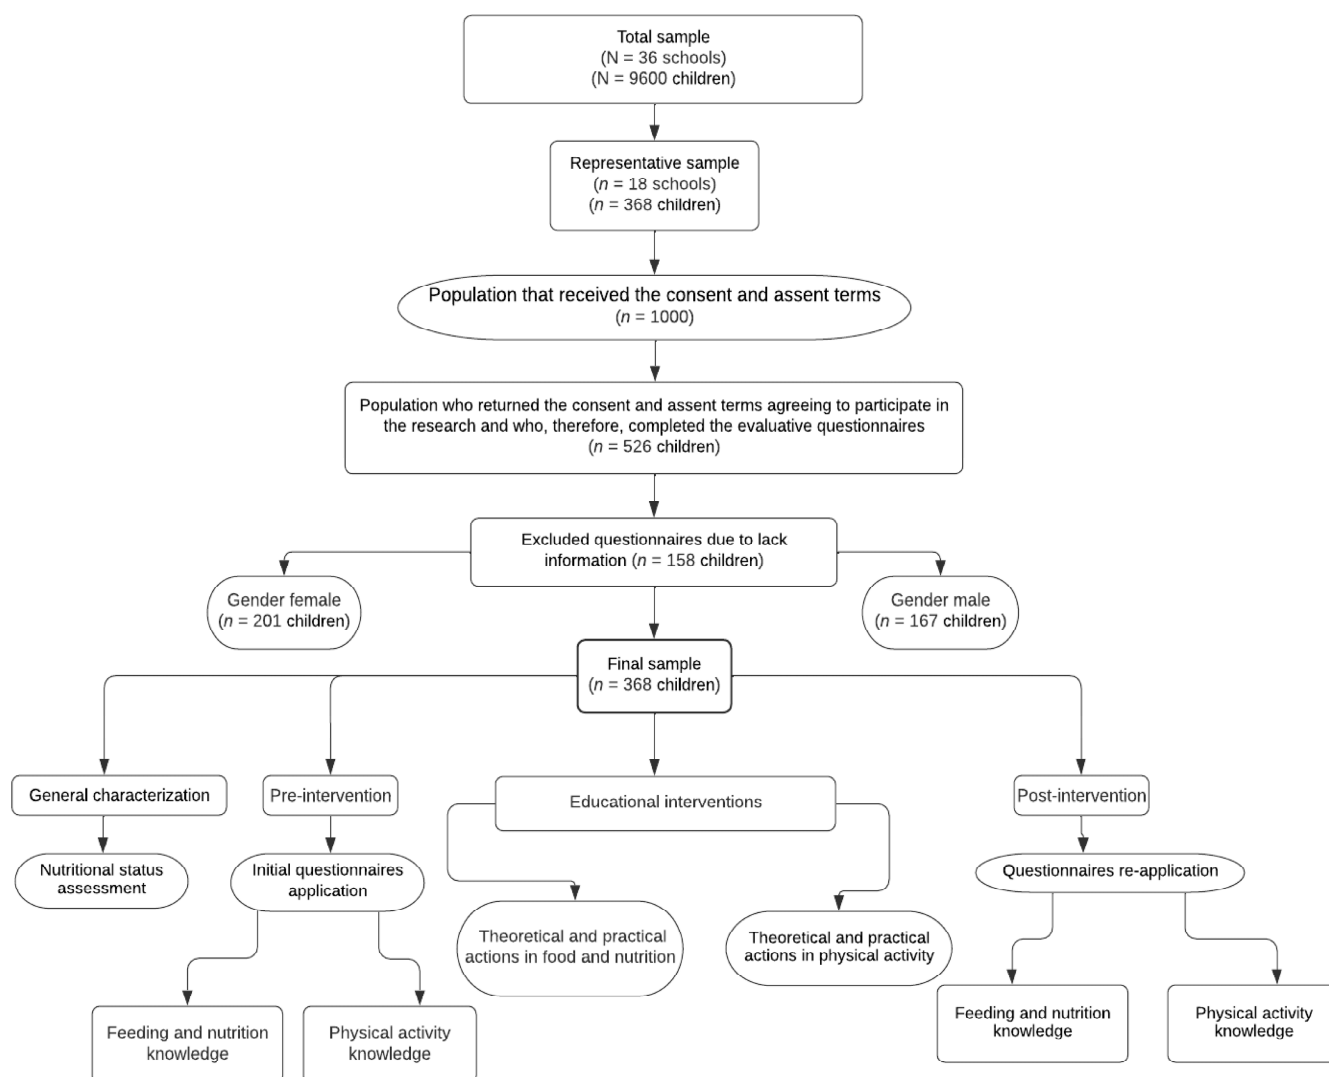 Total sample
(N = 36 schools)
(N = 9600 children)
Representative sample
(n = 18 schools)
(n = 368 children)
Population that received the consent and assent terms
(n = 1000)
Population who returned the consent and assent terms agreeing to participate in
the research and who, therefore, completed the evaluative questionnaires
(n = 526 children)
Excluded questionnaires due to lack
information (n = 158 children)
Gender female
(n = 201 children)
Gender male
(n = 167 children)
Final sample
(n = 368 children)
General characterization
Pre-intervention
Educational interventions
Post-intervention
Nutritional status
assessment
Initial questionnaires
application
Questionnaires re-application
Theoretical and practical
actions in food and nutrition
Theoretical and practical
actions in physical activity
Feeding and nutrition
knowledge
Physical activity
knowledge
Feeding and nutrition
knowledge
Physical activity
knowledge